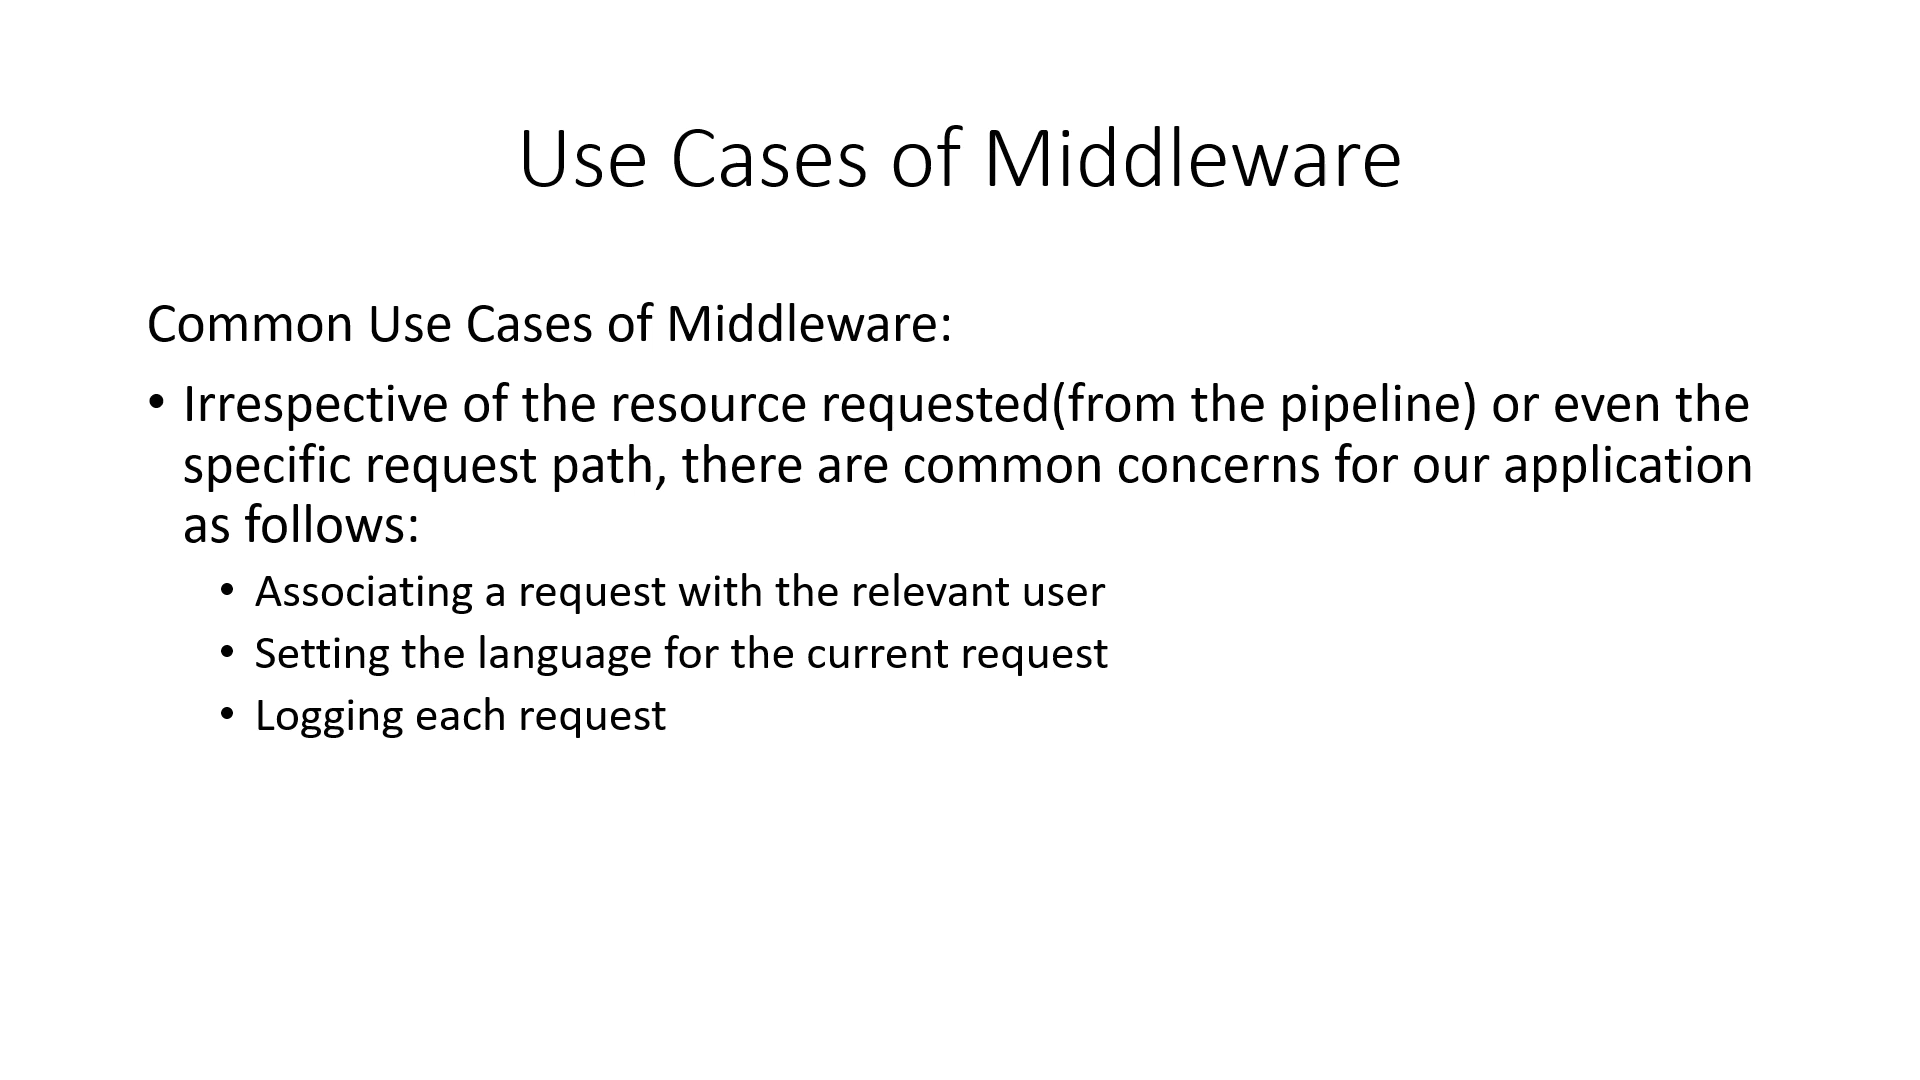 Use Cases of Middleware
Common Use Cases of Middleware:
• Irrespective of the resource requested(from the pipeline) or even the
specific request path, there are common concerns for our application
as follows:
• Associating a request with the relevant user
• Setting the language for the current request
• Logging each request